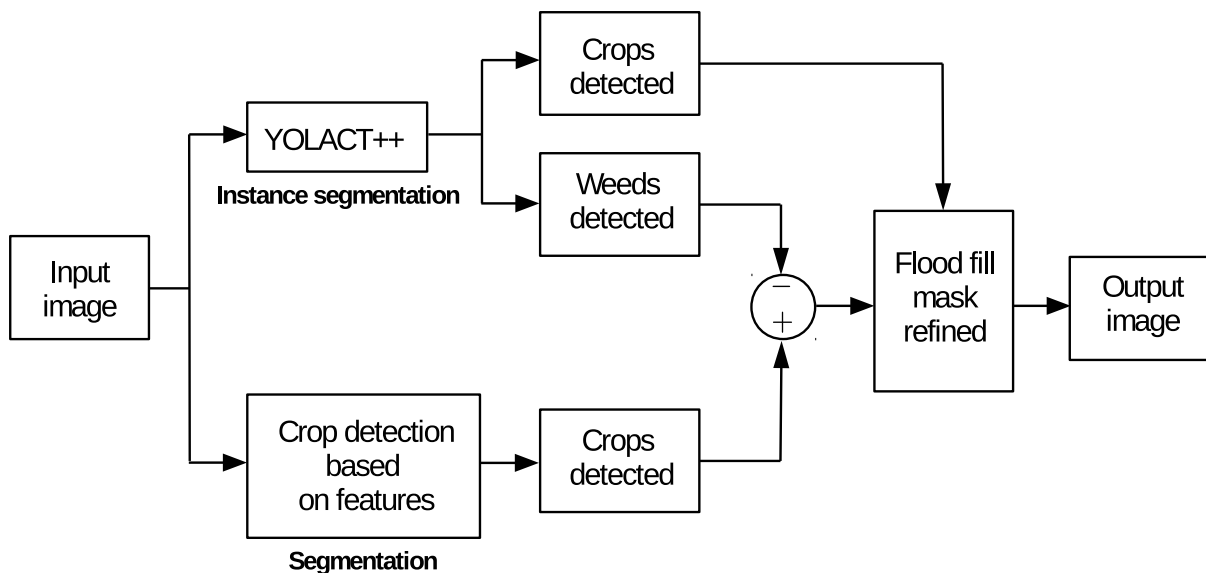 Input
image
YOLACT++
Instance segmentation
Crop detection
based
on features
Segmentation
Crops
detected
Weeds
detected
Crops
detected
−
+
Flood fill
mask
refined
Output
image